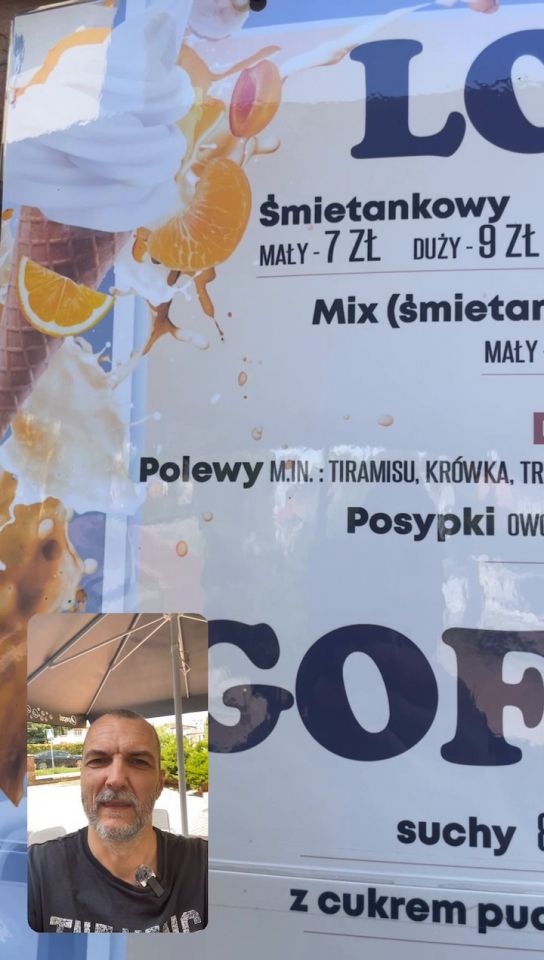 LO
Śmietankowy
MAŁY - 7 ZŁ DUŻY - 9 ZŁ
Mix (śmietan
MAŁY -
Polewy M.IN. : TIRAMISU, KRÓWKA, TR
Posypki OWO
GOF
suchy 8
z cukrem pud